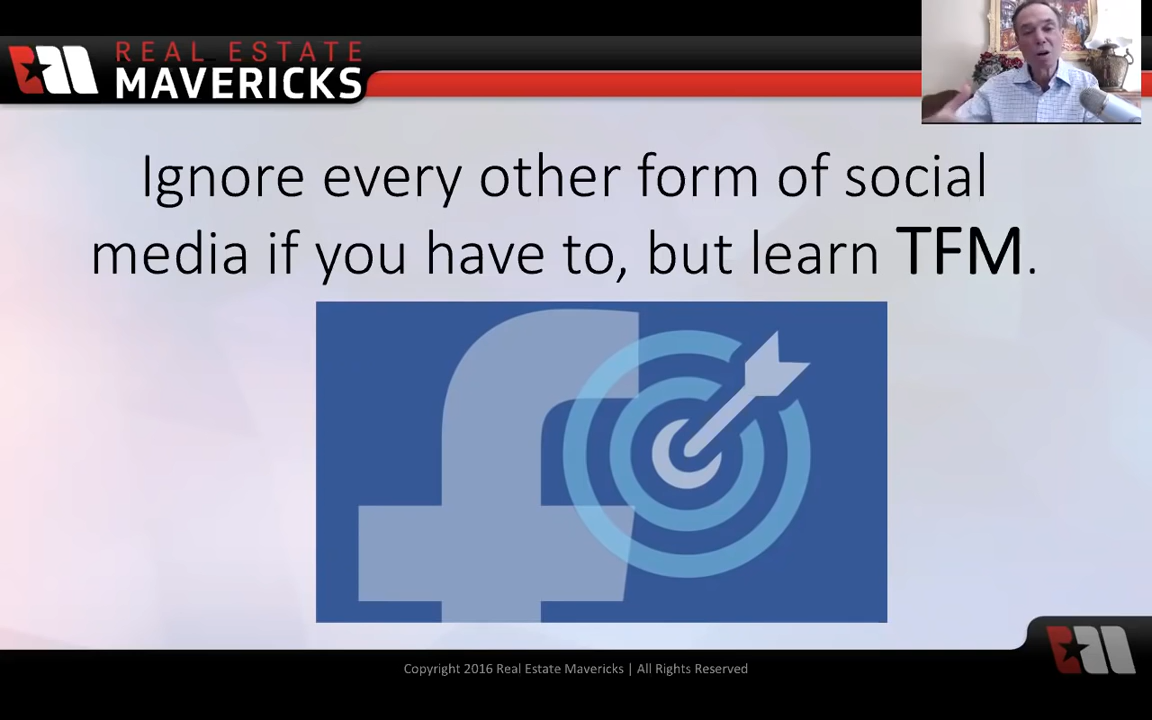 REAL ESTATE
MAVERICKS
Ignore every other form of social
media if you have to, but learn TFM.
Copyright 2016 Real Estate Mavericks | All Rights Reserved